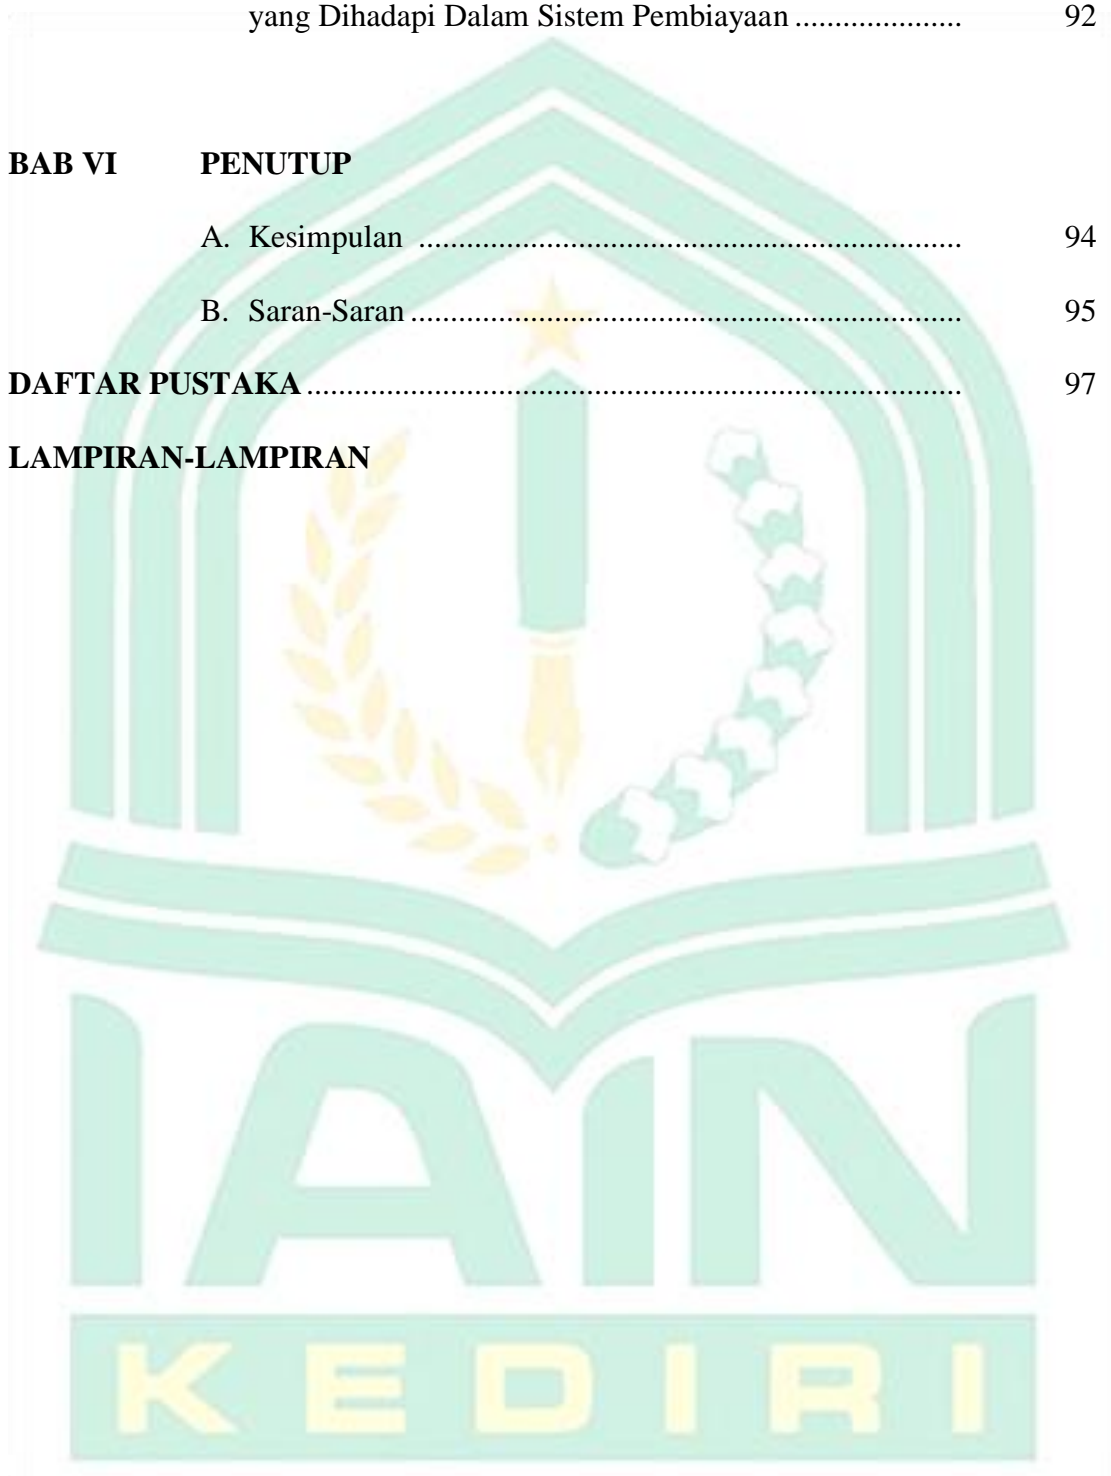 yang Dihadapi Dalam Sistem Pembiayaan ..................... 92
BAB VI PENUTUP
A. Kesimpulan ..................................................................... 94
B. Saran-Saran ...................................................................... 95
DAFTAR PUSTAKA ................................................................................... 97
LAMPIRAN-LAMPIRAN
IAIN
KEDIRI